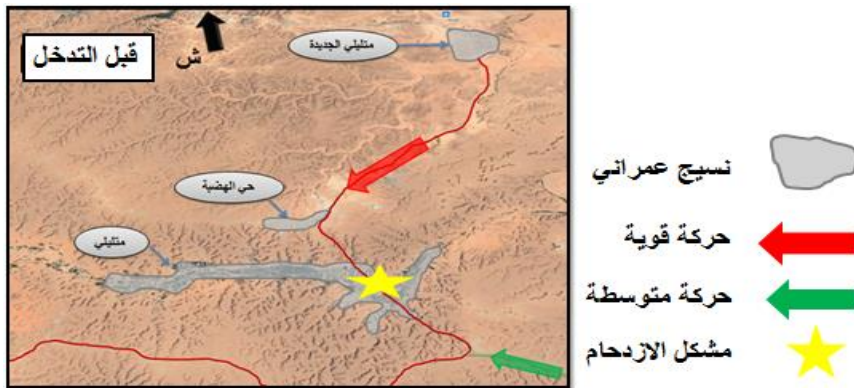 قبل التدخل
ش
متليلي الجديدة
حي الهضبة
متليلي
نسيج عمراني
حركة قوية
حركة متوسطة
مشكل الازدحام